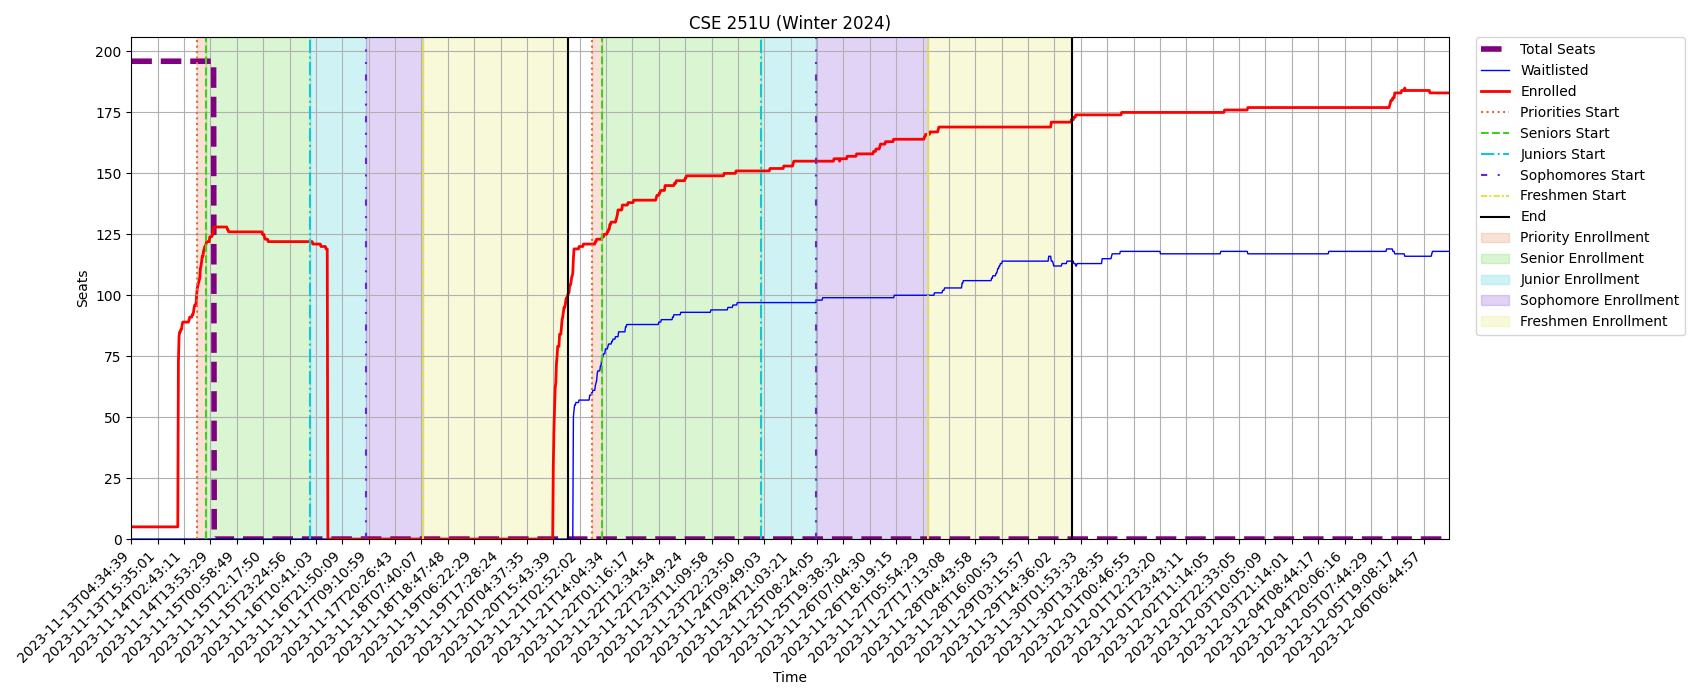 CSE 251U (Winter 2024)
Seats
200
175
150
125
100
75
50
25
0
2023-11-13T04:34:39
2023-11-13T15:35:01
2023-11-14T02:43:11
2023-11-14T13:53:29
2023-11-15T00:58:49
2023-11-15T12:17:50
2023-11-15T23:24:56
2023-11-16T10:41:03
2023-11-16T21:50:09
2023-11-17T09:10:59
2023-11-17T20:26:43
2023-11-18T07:40:07
2023-11-18T18:47:48
2023-11-19T06:22:29
2023-11-19T17:28:24
2023-11-20T04:37:35
2023-11-20T15:43:39
2023-11-21T02:52:02
2023-11-21T14:04:34
2023-11-22T01:16:17
2023-11-22T12:34:54
2023-11-22T23:49:24
2023-11-23T11:09:58
2023-11-23T22:23:50
2023-11-24T09:49:03
2023-11-24T21:03:21
2023-11-25T08:24:05
2023-11-25T19:38:32
2023-11-26T07:04:30
2023-11-26T18:19:15
2023-11-27T05:54:29
2023-11-27T17:13:08
2023-11-28T04:43:58
2023-11-28T16:00:53
2023-11-29T03:15:57
2023-11-29T14:36:02
2023-11-30T01:53:33
2023-11-30T13:28:35
2023-12-01T00:46:55
2023-12-01T12:23:20
2023-12-01T23:43:11
2023-12-02T11:14:05
2023-12-02T22:33:05
2023-12-03T10:05:09
2023-12-03T21:14:01
2023-12-04T08:44:17
2023-12-04T20:06:16
2023-12-05T07:44:29
2023-12-05T19:08:17
2023-12-06T06:44:57
Time
Total Seats
Waitlisted
Enrolled
Priorities Start
Seniors Start
Juniors Start
Sophomores Start
Freshmen Start
End
Priority Enrollment
Senior Enrollment
Junior Enrollment
Sophomore Enrollment
Freshmen Enrollment